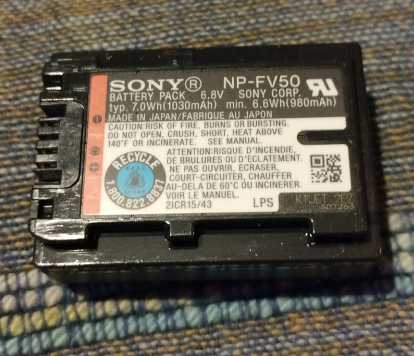 SONY® NP-FV50
BATTERY PACK 6.8V SONY CORP.
typ. 7.0Wh(1030mAh) min. 6.6Wh(980mAh)
MADE IN JAPAN/FABRIQUE AU JAPON
CAUTION:RISK OF FIRE, BURNS OR BURSTING.
DO NOT OPEN, CRUSH, SHORT, HEAT ABOVE
140°F OR INCINERATE. SEE MANUAL.
ATTENTION:RISQUE D'INCENDIE,
DE BRULURES OU D'ECLATEMENT.
NE PAS OUVRIR, ECRASER,
COURT-CIRCUITER, CHAUFFER
AU-DELA DE 60°C OU INCINERER.
VOIR LE MANUEL.
2ICR15/43 LPS
RECYCLE
1.800.822.8837